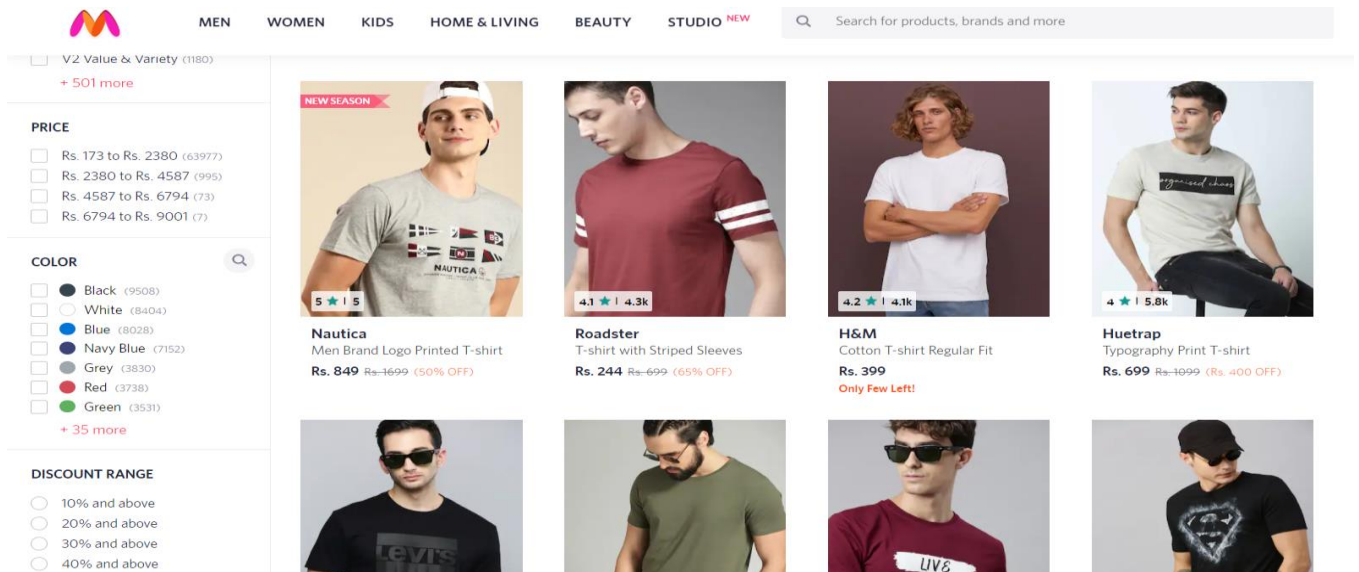 MEN WOMEN KIDS HOME & LIVING BEAUTY STUDIO NEW
Search for products, brands and more
V2 Value & Variety (1180)
+ 501 more
PRICE
Rs. 173 to Rs. 2380 (63977)
Rs. 2380 to Rs. 4587 (995)
Rs. 4587 to Rs. 6794 (73)
Rs. 6794 to Rs. 9001 (7)
COLOR
Black (9508)
White (8404)
Blue (8028)
Navy Blue (7152)
Grey (3830)
Red (3738)
Green (3531)
+ 35 more
DISCOUNT RANGE
10% and above
20% and above
30% and above
40% and above
NEW SEASON
NAUTICA
5 ★ | 5
Nautica
Men Brand Logo Printed T-shirt
Rs. 849 Rs. 1699 (50% OFF)
4.1 ★ | 4.3k
Roadster
T-shirt with Striped Sleeves
Rs. 244 Rs. 699 (65% OFF)
4.2 ★ | 4.1k
H&M
Cotton T-shirt Regular Fit
Rs. 399
Only Few Left!
organised chaos
4 ★ | 5.8k
Huetrap
Typography Print T-shirt
Rs. 699 Rs. 1099 (Rs. 400 OFF)
Levi's
LIVE